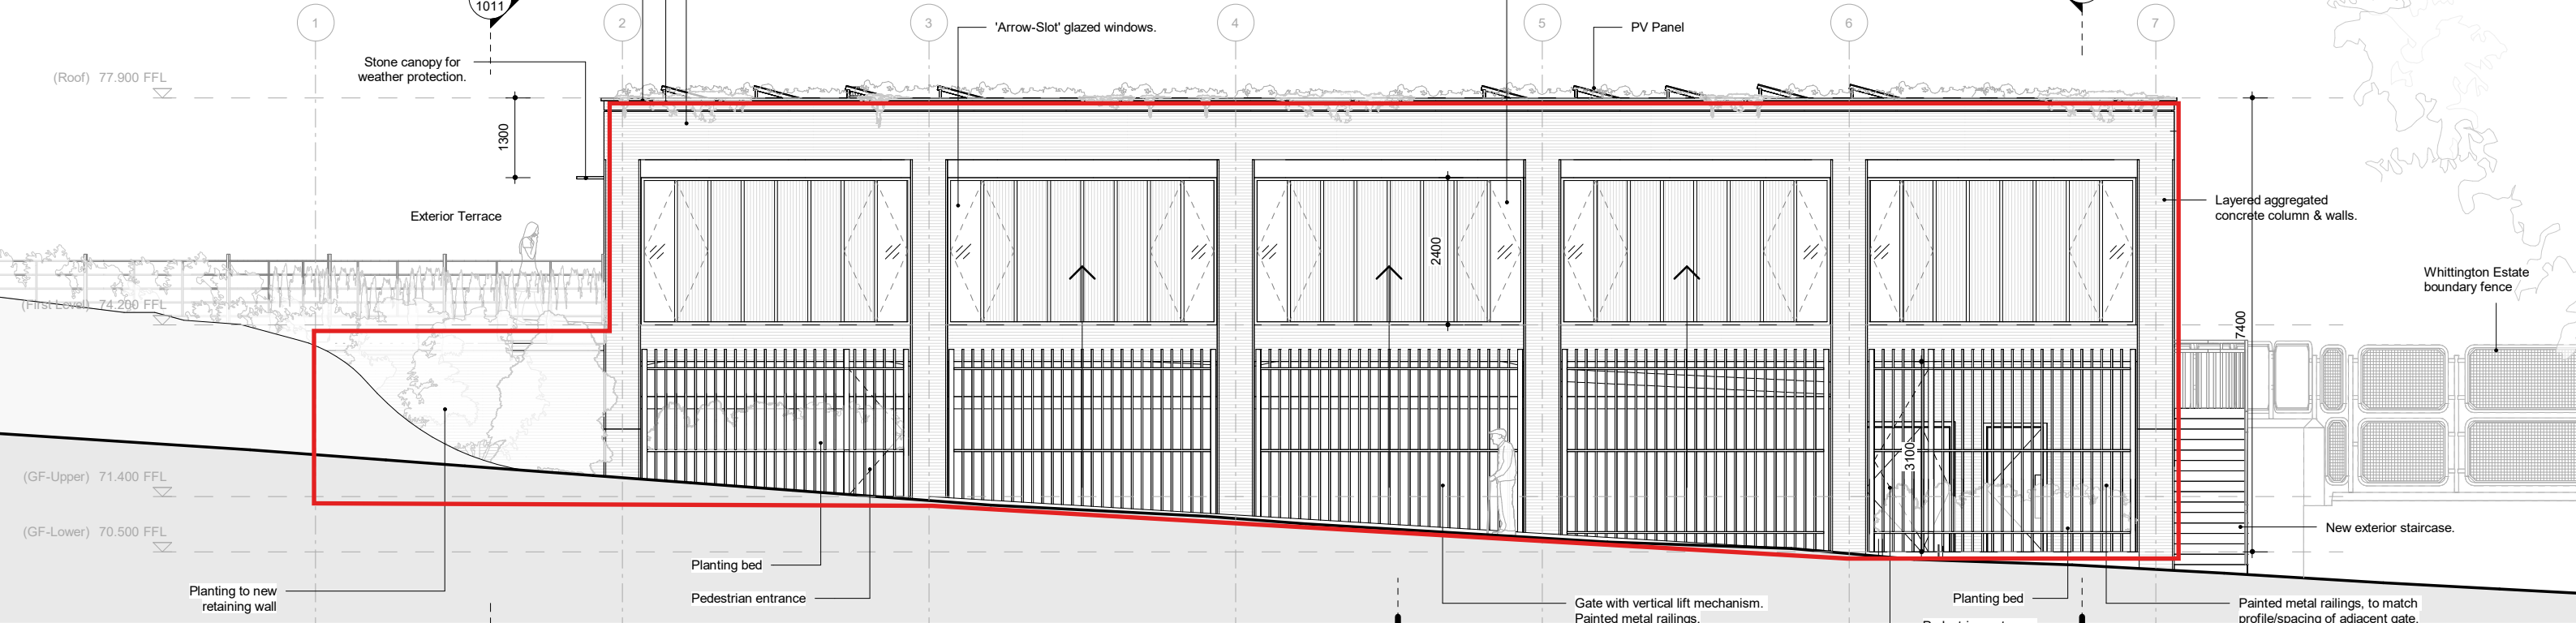 1011
1
2
3
4
5
6
7
'Arrow-Slot' glazed windows.
PV Panel
Stone canopy for
weather protection.
(Roof) 77.900 FFL
1300
Exterior Terrace
Layered aggregated
concrete column & walls.
2400
Whittington Estate
boundary fence
(First Level) 74.200 FFL
7400
3100
(GF-Upper) 71.400 FFL
(GF-Lower) 70.500 FFL
New exterior staircase.
Planting bed
Pedestrian entrance
Planting to new
retaining wall
Gate with vertical lift mechanism.
Painted metal railings.
Planting bed
Painted metal railings, to match
profile/spacing of adjacent gate.